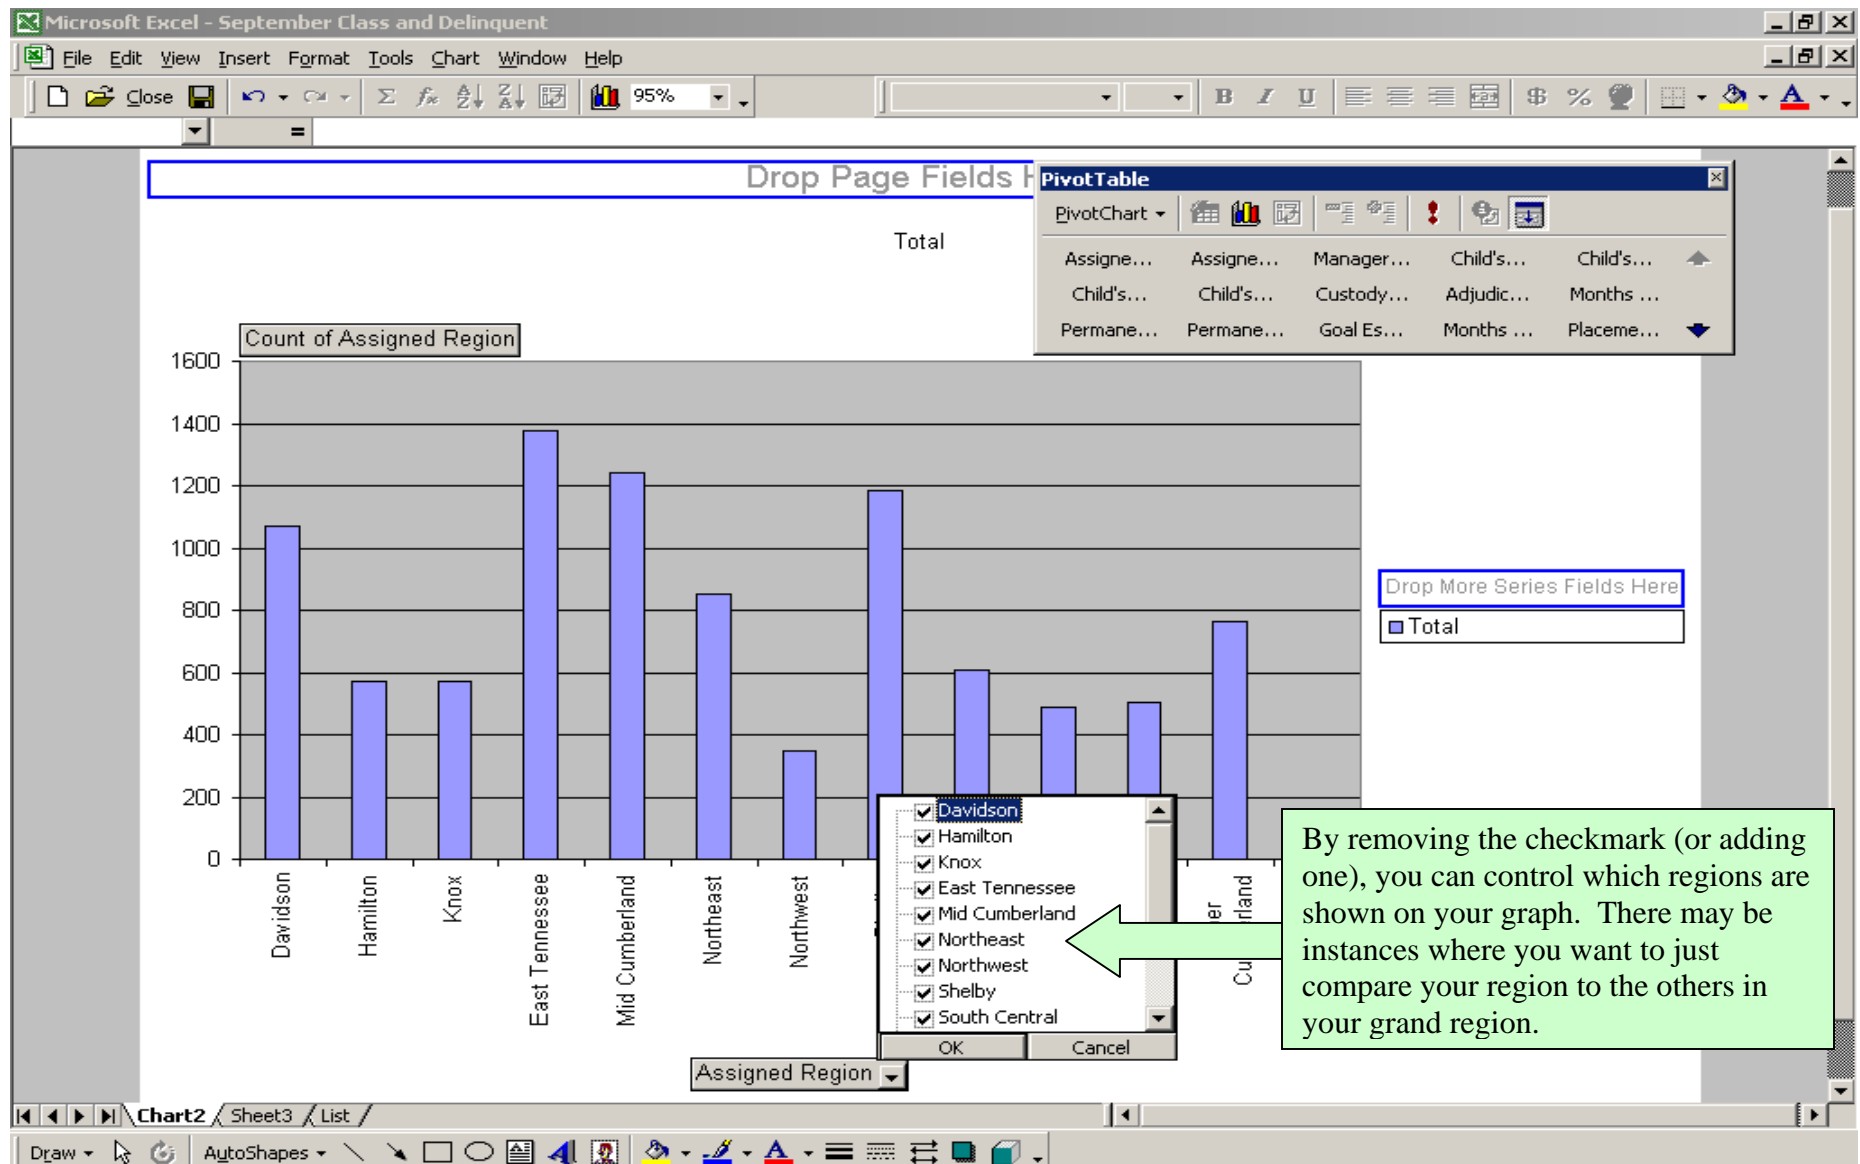 Microsoft Excel - September Class and Delinquent
File Edit View Insert Format Tools Chart Window Help
Close Σ fx 95% B I U $ %
=
Drop Page Fields H
PivotTable
PivotChart
Assigne... Assigne... Manager... Child's... Child's...
Child's... Child's... Custody... Adjudic... Months ...
Permane... Permane... Goal Es... Months ... Placeme...
Total
Count of Assigned Region
1600
1400
1200
1000
800
600
400
200
0
Drop More Series Fields Here
Total
Davidson
Hamilton
Knox
East Tennessee
Mid Cumberland
Northeast
Northwest
Davidson
Hamilton
Knox
East Tennessee
Mid Cumberland
Northeast
Northwest
Shelby
South Central
OK Cancel
By removing the checkmark (or adding
one), you can control which regions are
shown on your graph. There may be
instances where you want to just
compare your region to the others in
your grand region.
Assigned Region
Chart2 Sheet3 List
Draw AutoShapes